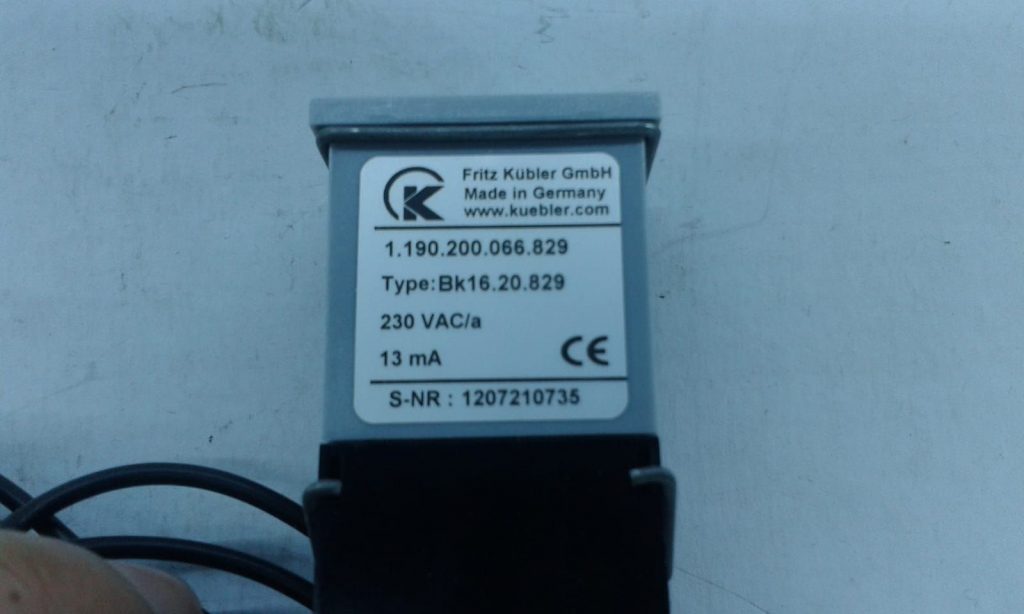 K
Fritz Kübler GmbH
Made in Germany
www.kuebler.com
1.190.200.066.829
Type:Bk16.20.829
230 VAC/a
13 mA
CE
S-NR : 1207210735